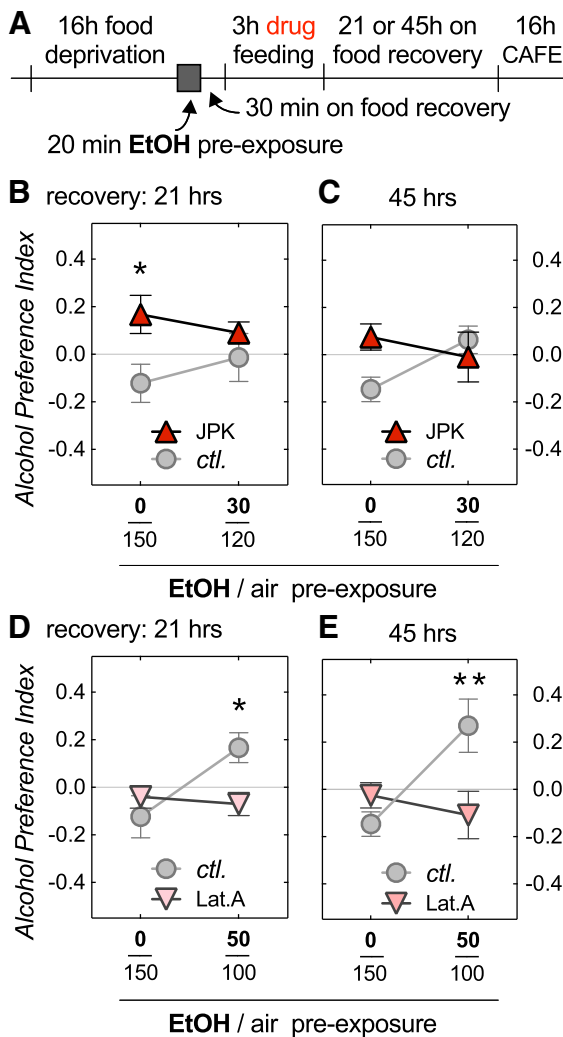 A
16h food deprivation
3h drug feeding
21 or 45h on food recovery
16h CAFE
30 min on food recovery
20 min EtOH pre-exposure
B recovery: 21 hrs
C 45 hrs
Alcohol Preference Index
0.4
0.2
0.0
-0.2
-0.4
*
JPK
ctl.
0
150
30
120
JPK
ctl.
0.4
0.2
0.0
-0.2
-0.4
0
150
30
120
EtOH / air pre-exposure
D recovery: 21 hrs
E 45 hrs
Alcohol Preference Index
0.4
0.2
0.0
-0.2
-0.4
*
ctl.
Lat.A
0
150
50
100
**
ctl.
Lat.A
0.4
0.2
0.0
-0.2
-0.4
0
150
50
100
EtOH / air pre-exposure